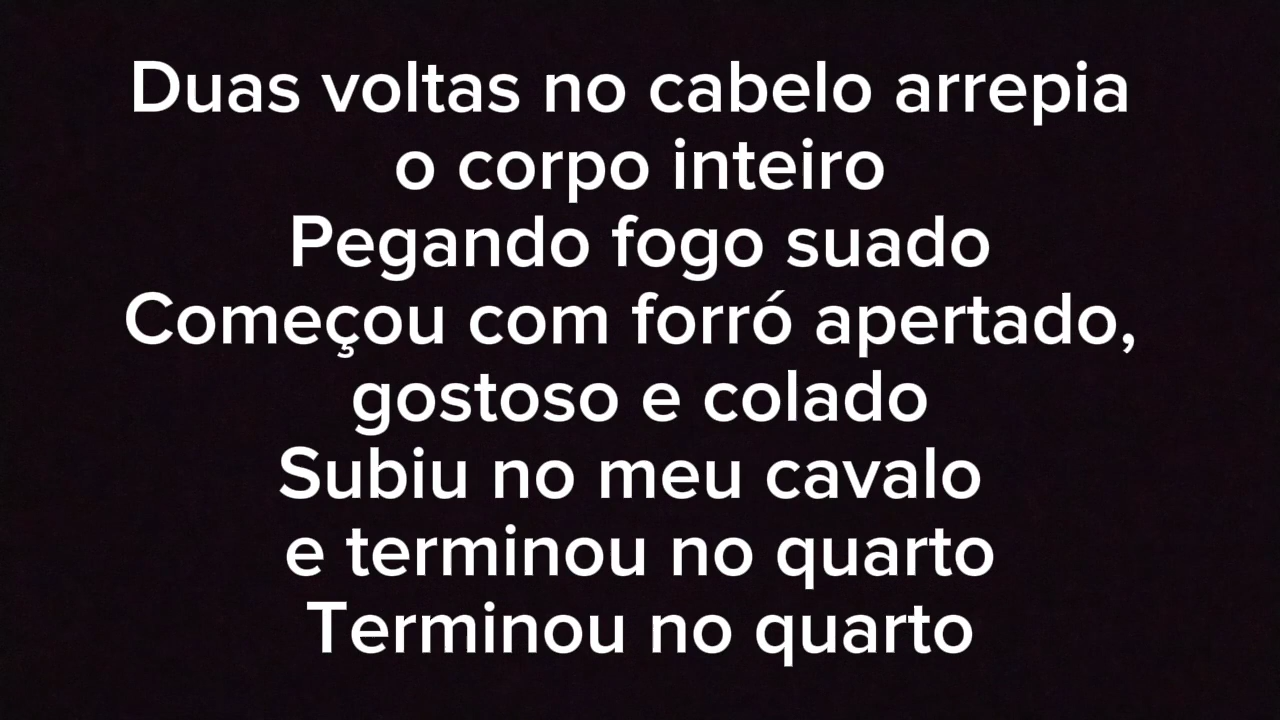 Duas voltas no cabelo arrepia
o corpo inteiro
Pegando fogo suado
Começou com forró apertado,
gostoso e colado
Subiu no meu cavalo
e terminou no quarto
Terminou no quarto